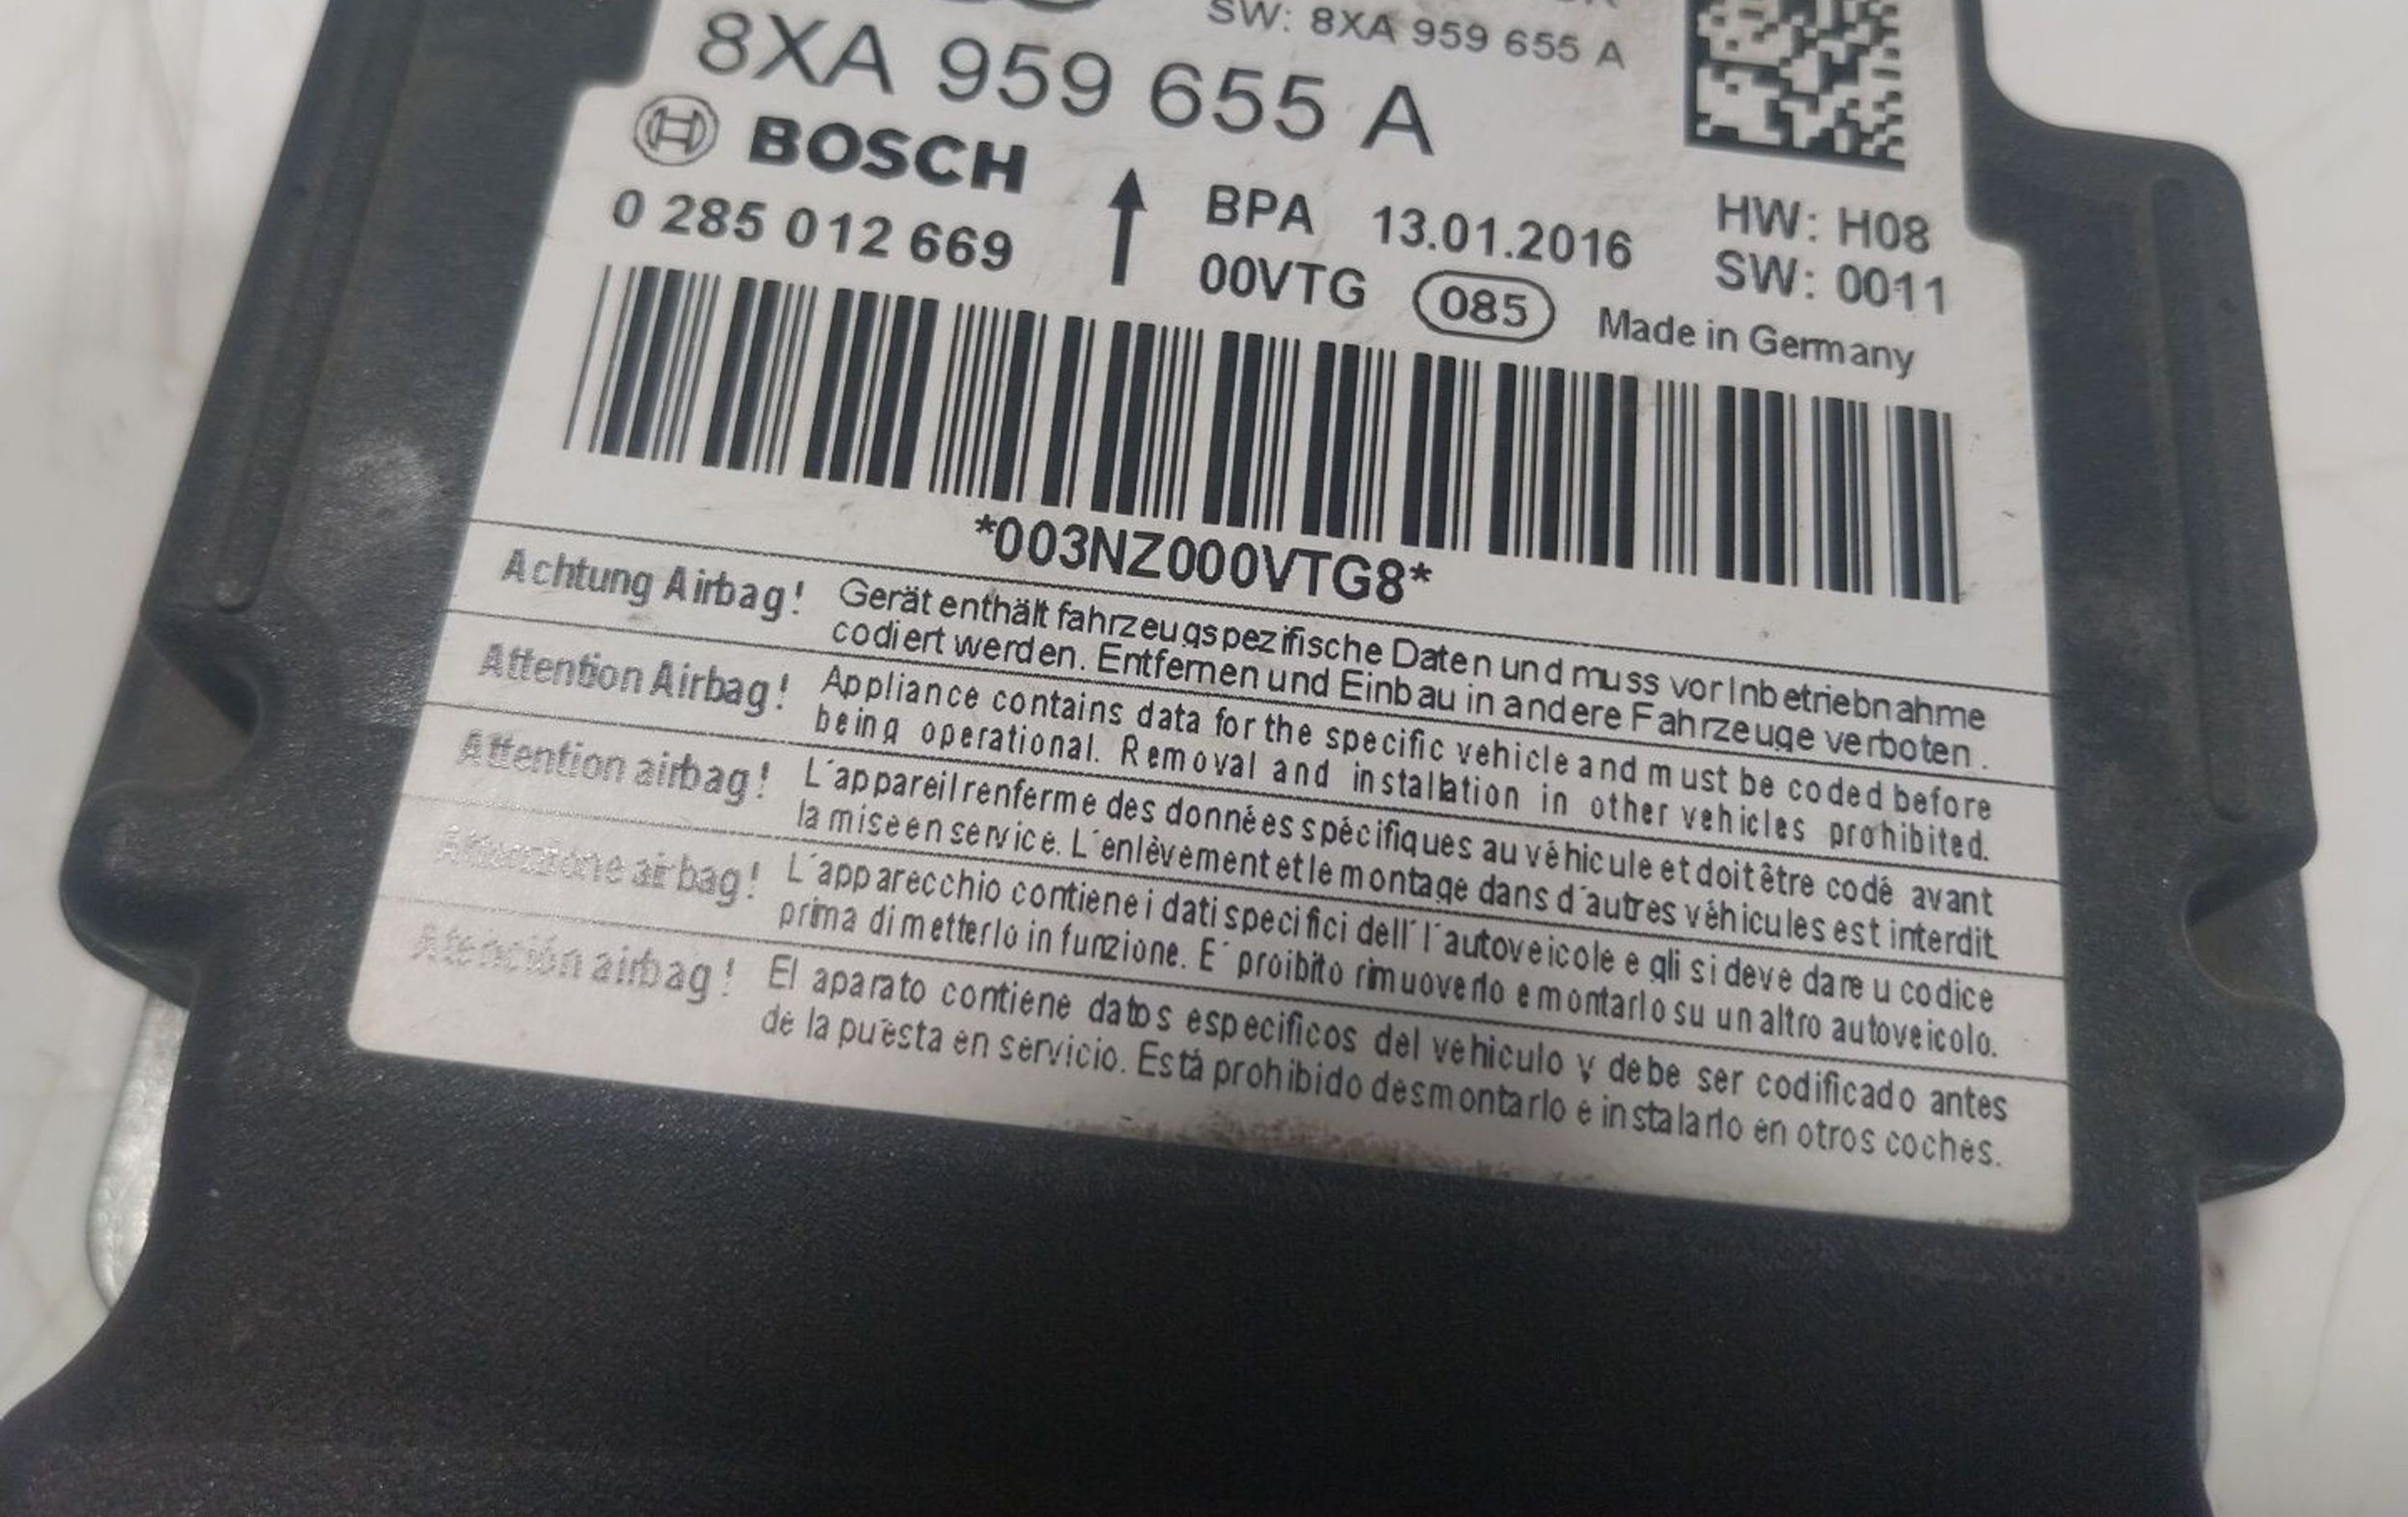 SW: 8XA 959 655 A
8XA 959 655 A
BOSCH
0 285 012 669
BPA 13.01.2016
00VTG 085 Made in Germany
HW: H08
SW: 0011
*003NZ000VTG8*
Achtung Airbag! Gerät enthält fahrzeugspezifische Daten und muss vor Inbetriebnahme
codiert werden. Entfernen und Einbau in andere Fahrzeuge verboten.
Attention Airbag! Appliance contains data for the specific vehicle and must be coded before
being operational. Removal and installation in other vehicles prohibited.
Attention airbag! L´appareil renferme des données spécifiques au véhicule et doit être codé avant
la mise en service. L´enlèvement et le montage dans d´autres véhicules est interdit.
Attenzione airbag! L´apparecchio contiene i dati specifici dell´l´autoveicole e gli si deve dare u codice
prima di metterlo in funzione. E´ proibito rimuoverlo e montarlo su un altro autoveicolo.
Atención airbag! El aparato contiene datos especificos del vehiculo y debe ser codificado antes
de la puesta en servicio. Está prohibido desmontarlo e instalarlo en otros coches.